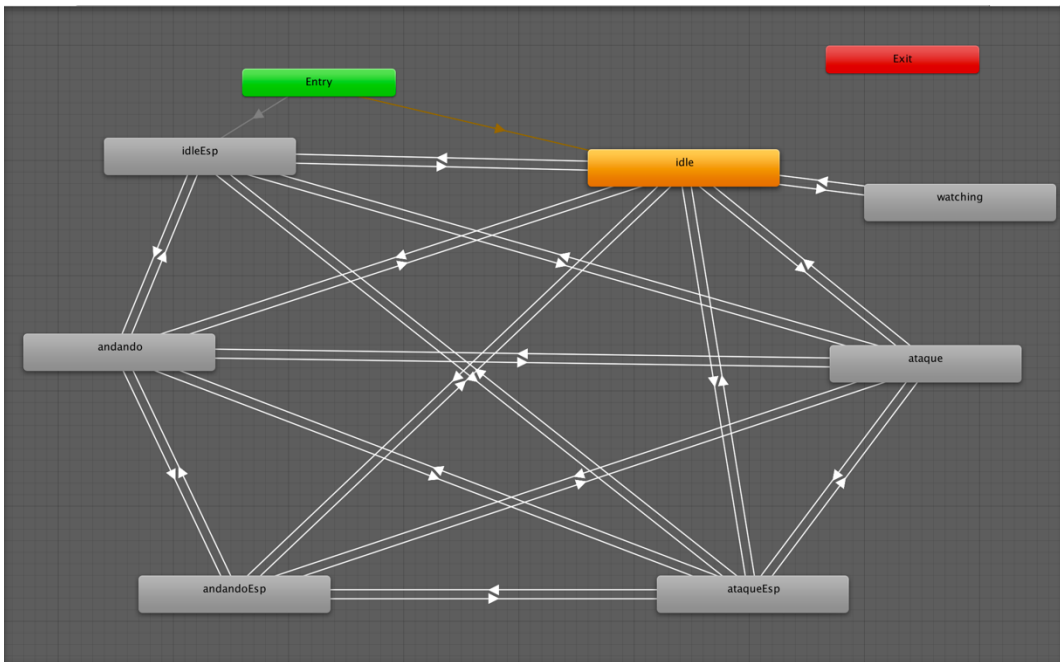 Exit
Entry
idleEsp
idle
watching
andando
ataque
andandoEsp
ataqueEsp